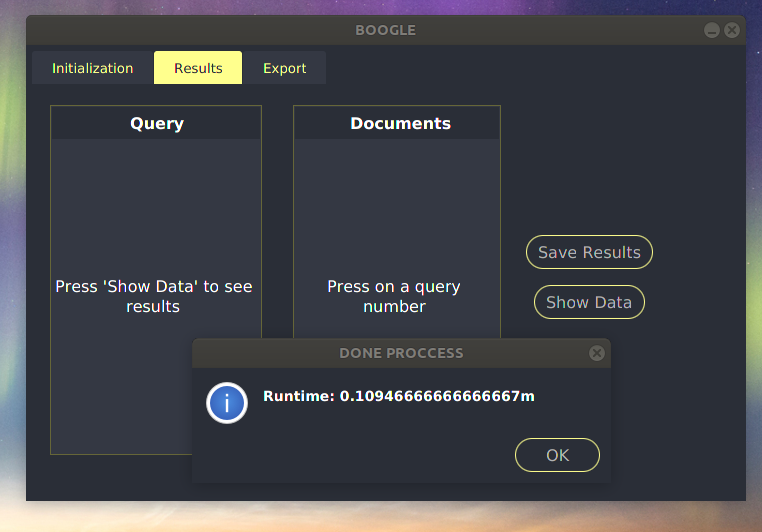 BOOGLE
Initialization Results Export
Query
Documents
Press 'Show Data' to see
results
Press on a query
number
Save Results
Show Data
DONE PROCCESS
i
Runtime: 0.10946666666666667m
OK